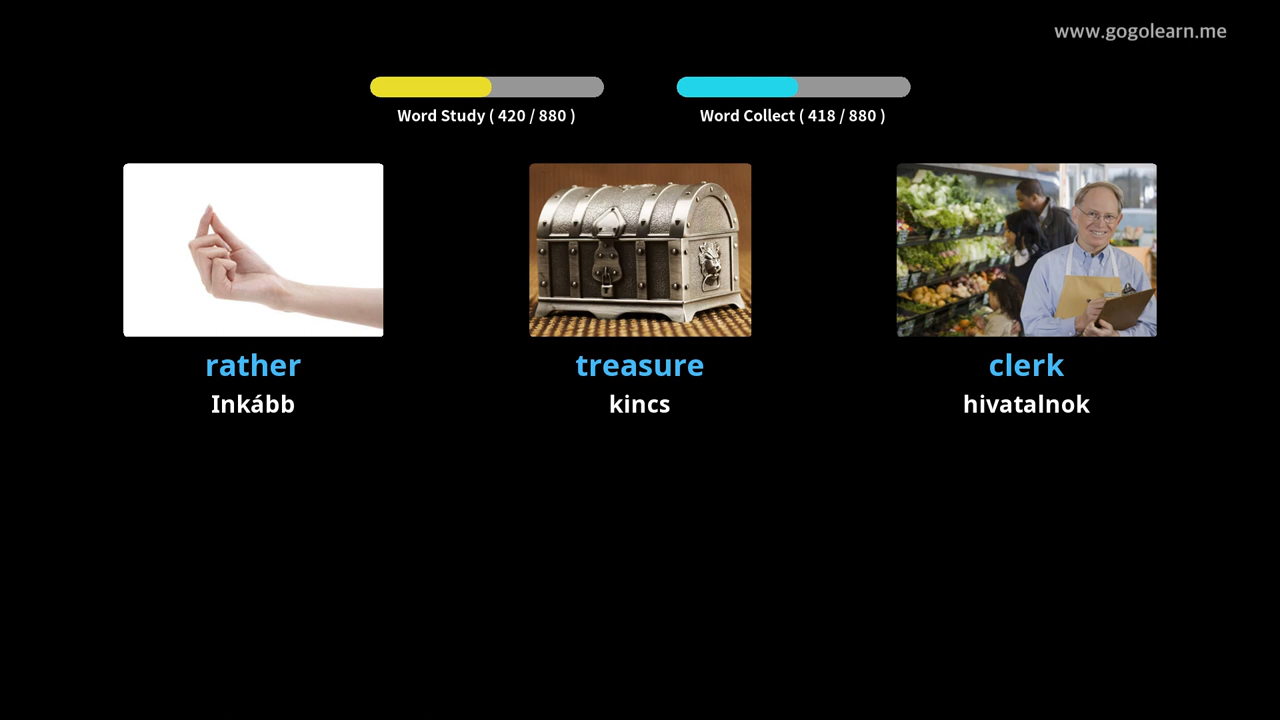 www.gogolearn.me
Word Study ( 420 / 880 )
Word Collect ( 418 / 880 )
rather
treasure
clerk
Inkább
kincs
hivatalnok